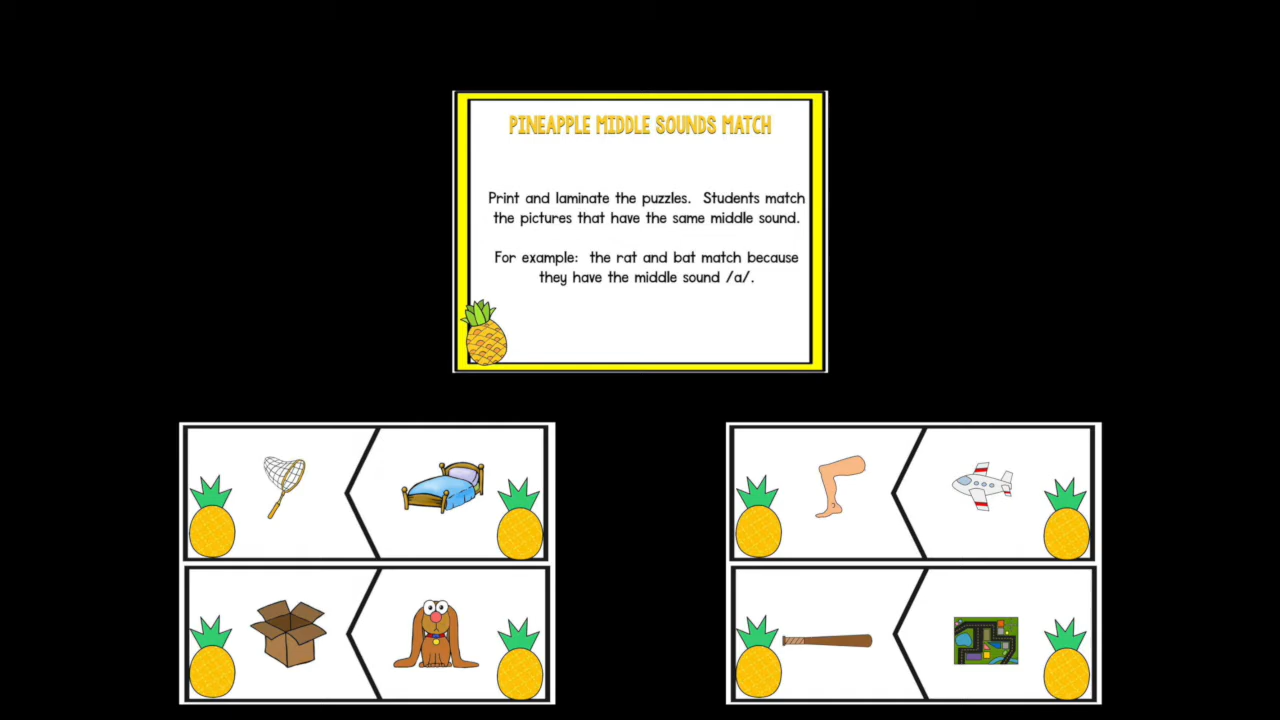 PINEAPPLE MIDDLE SOUNDS MATCH
Print and laminate the puzzles. Students match
the pictures that have the same middle sound.
For example: the rat and bat match because
they have the middle sound /a/.